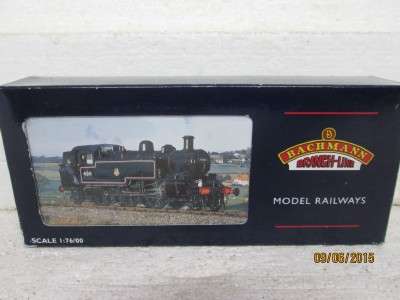 B
BACHMANN
BRANCH-LINE
MODEL RAILWAYS
SCALE 1:76/00
09/06/2015